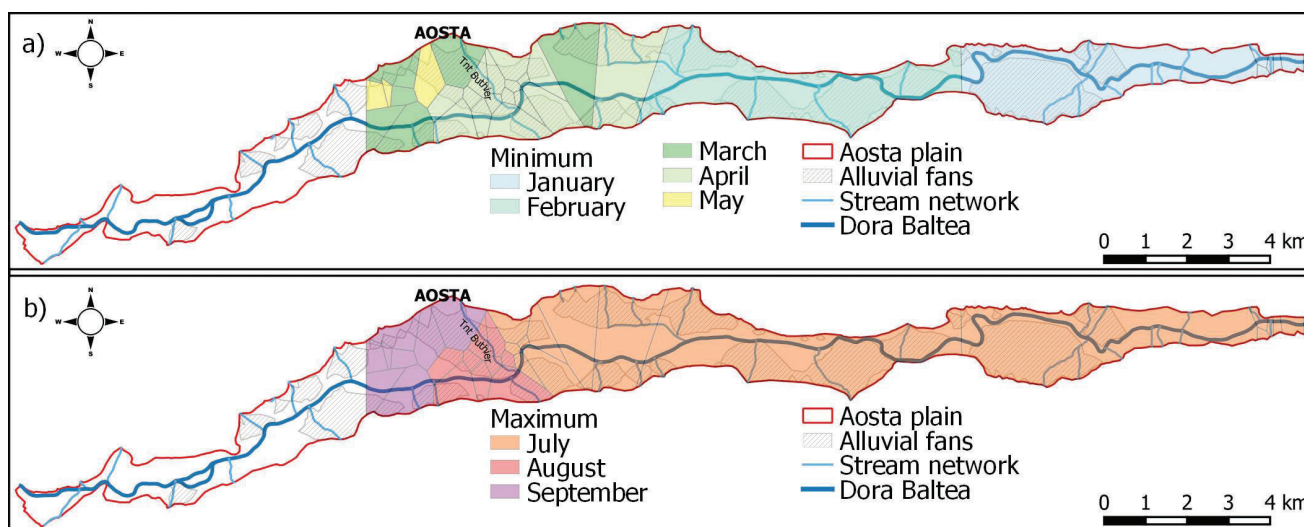 a)
N
W E
S
AOSTA
Tnt Buthier
Minimum
January
February
March
April
May
Aosta plain
Alluvial fans
Stream network
Dora Baltea
0 1 2 3 4 km
b)
N
W E
S
AOSTA
Tnt Buthier
Maximum
July
August
September
Aosta plain
Alluvial fans
Stream network
Dora Baltea
0 1 2 3 4 km